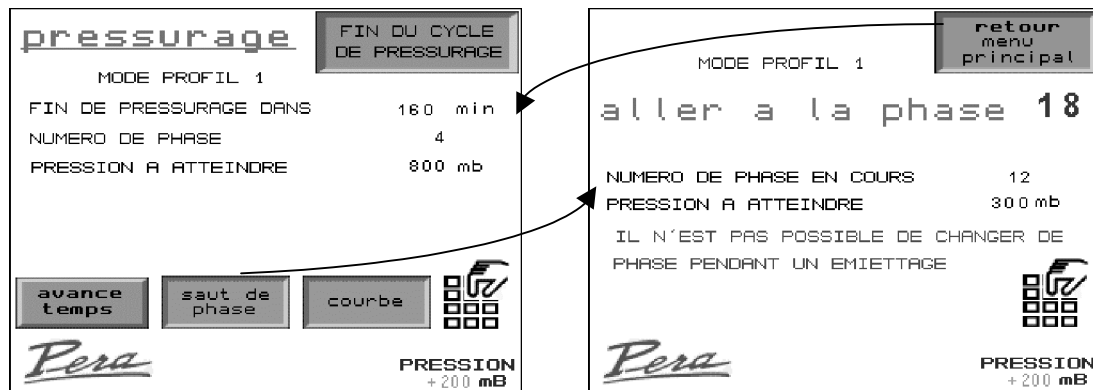 pressurage
FIN DU CYCLE
DE PRESSURAGE
MODE PROFIL 1
FIN DE PRESSURAGE DANS 160 min
NUMERO DE PHASE 4
PRESSION A ATTEINDRE 800 mb
avance
temps
saut de
phase
courbe
Pera
PRESSION
+200 mB
retour
menu
principal
MODE PROFIL 1
aller a la phase 18
NUMERO DE PHASE EN COURS 12
PRESSION A ATTEINDRE 300 mb
IL N'EST PAS POSSIBLE DE CHANGER DE
PHASE PENDANT UN EMIETTAGE
Pera
PRESSION
+200 mB